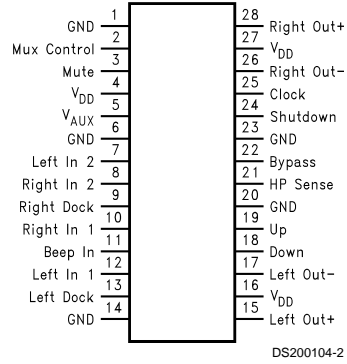 1 28
GND Right Out+
2 27
Mux Control VDD
3 26
Mute Right Out-
4 25
VDD Clock
5 24
VAUX Shutdown
6 23
GND GND
7 22
Left In 2 Bypass
8 21
Right In 2 HP Sense
9 20
Right Dock GND
10 19
Right In 1 Up
11 18
Beep In Down
12 17
Left In 1 Left Out-
13 16
Left Dock VDD
14 15
GND Left Out+
DS200104-2